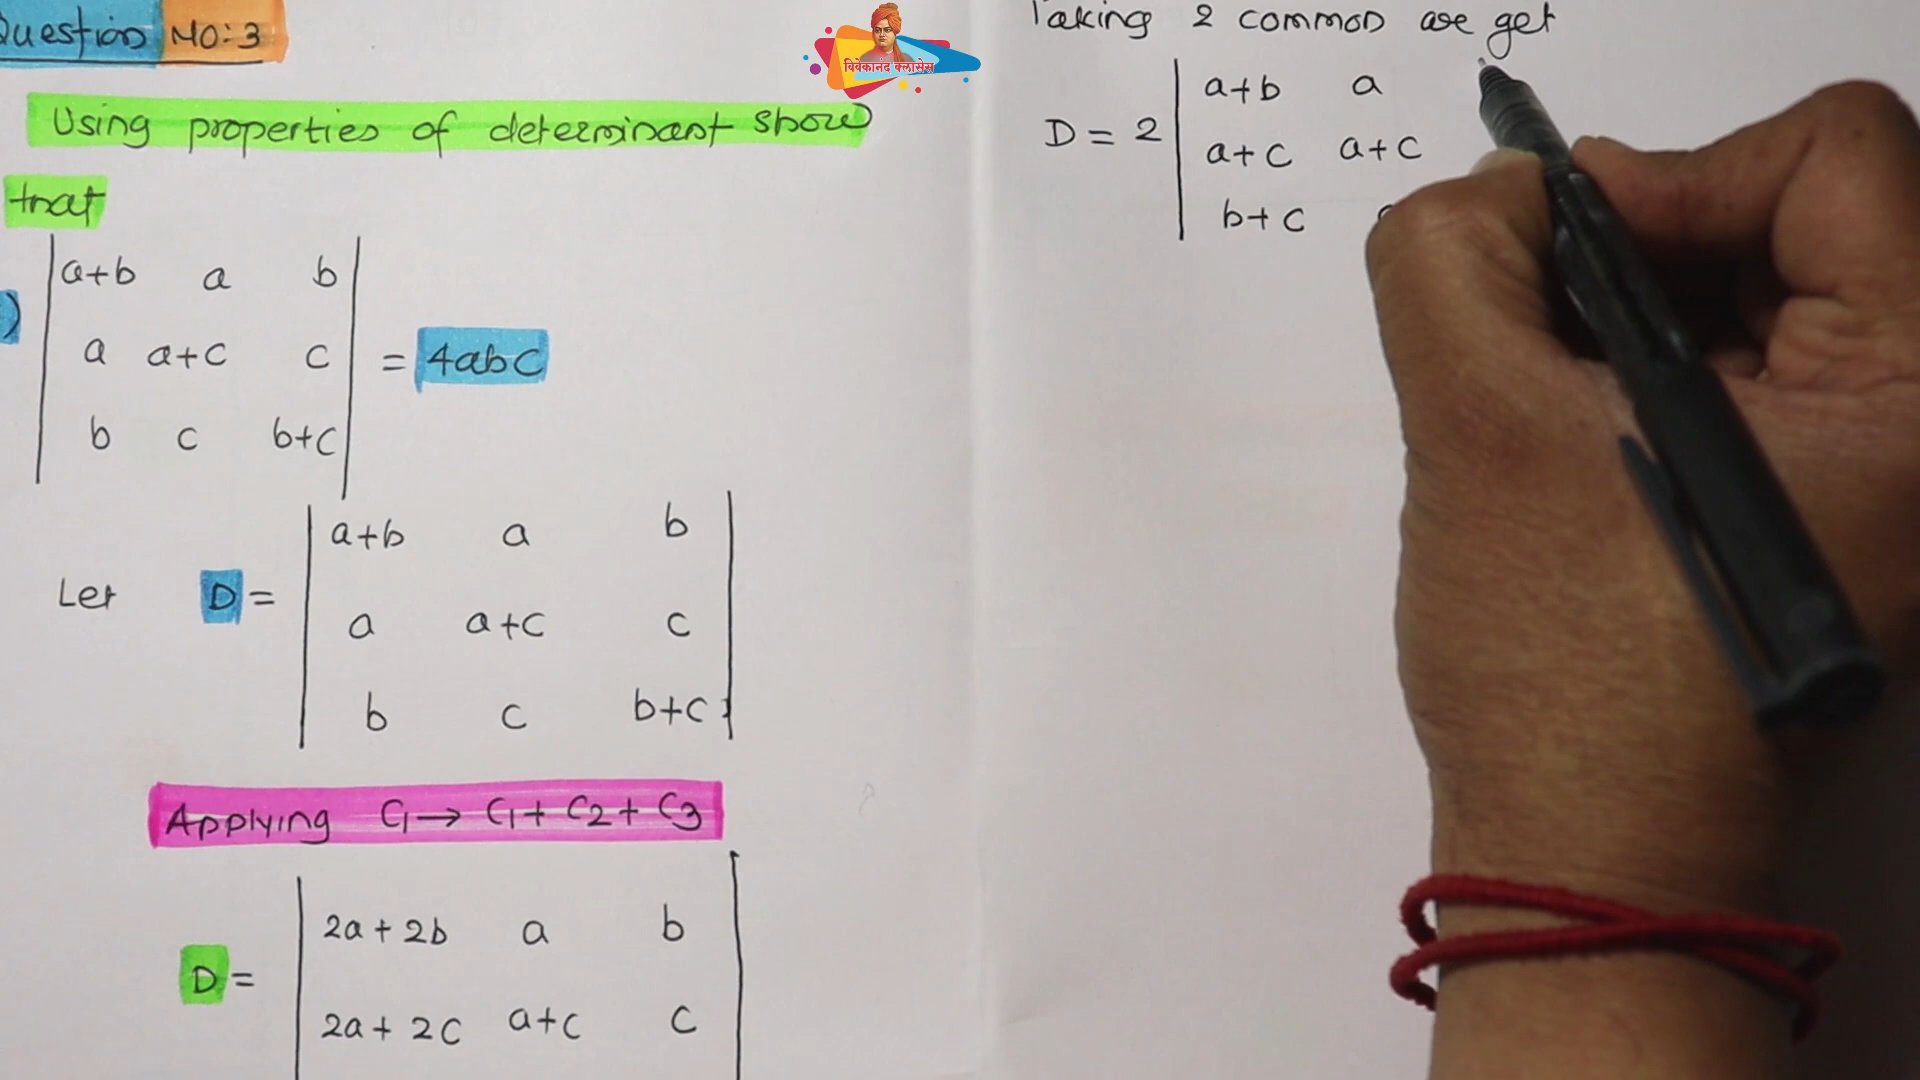 Question NO:3
Using properties of determinant show
that
) | a+b a b |
| a a+c c | = 4abc
| b c b+c |
| a+b a b |
Let D = | a a+c c |
| b c b+c |
Applying C1 → C1 + C2 + C3
| 2a + 2b a b |
D =
| 2a + 2c a+c c |
विवेकानंद क्लासेस
Taking 2 common are get
| a+b a
D = 2 | a+c a+c
| b+c